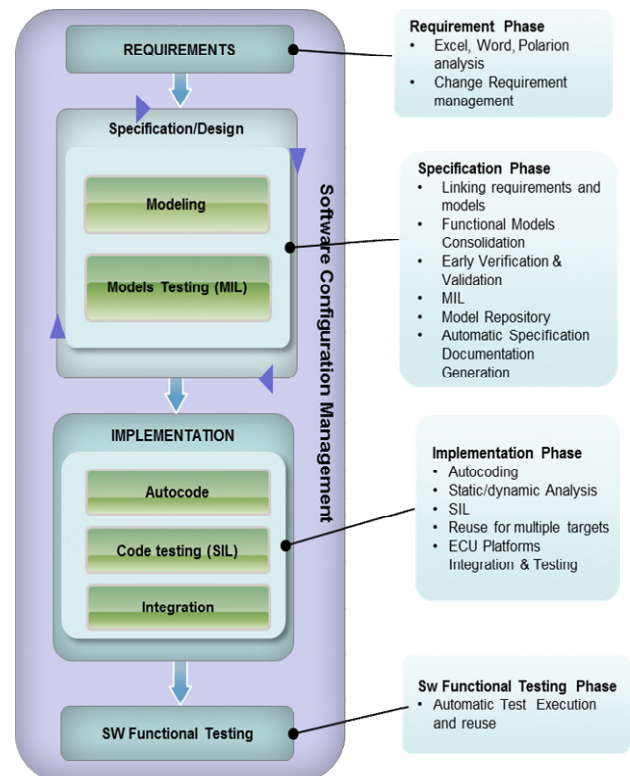 REQUIREMENTS
Specification/Design
Modeling
Models Testing (MIL)
IMPLEMENTATION
Autocode
Code testing (SIL)
Integration
SW Functional Testing
Software Configuration Management
Requirement Phase
• Excel, Word, Polarion
analysis
• Change Requirement
management
Specification Phase
• Linking requirements and
models
• Functional Models
Consolidation
• Early Verification &
Validation
• MIL
• Model Repository
• Automatic Specification
Documentation
Generation
Implementation Phase
• Autocoding
• Static/dynamic Analysis
• SIL
• Reuse for multiple targets
• ECU Platforms
Integration & Testing
Sw Functional Testing Phase
• Automatic Test Execution
and reuse